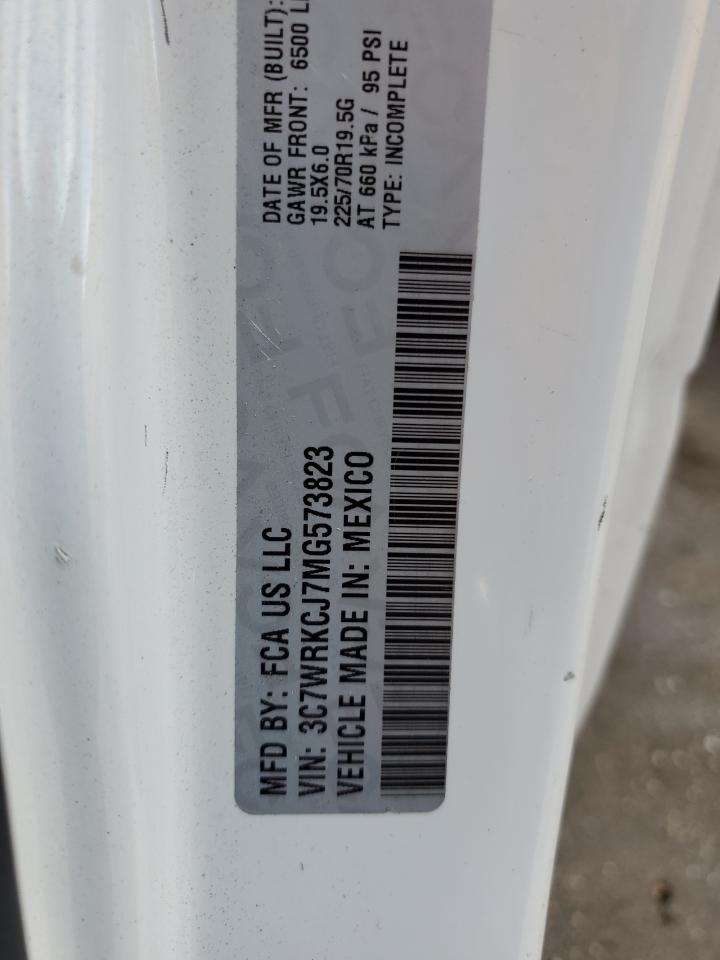 MFD BY: FCA US LLC
VIN: 3C7WRKCJ7MG573823
VEHICLE MADE IN: MEXICO
DATE OF MFR (BUILT):
GAWR FRONT: 6500
19.5X6.0
225/70R19.5G
AT 660 kPa / 95 PSI
TYPE: INCOMPLETE